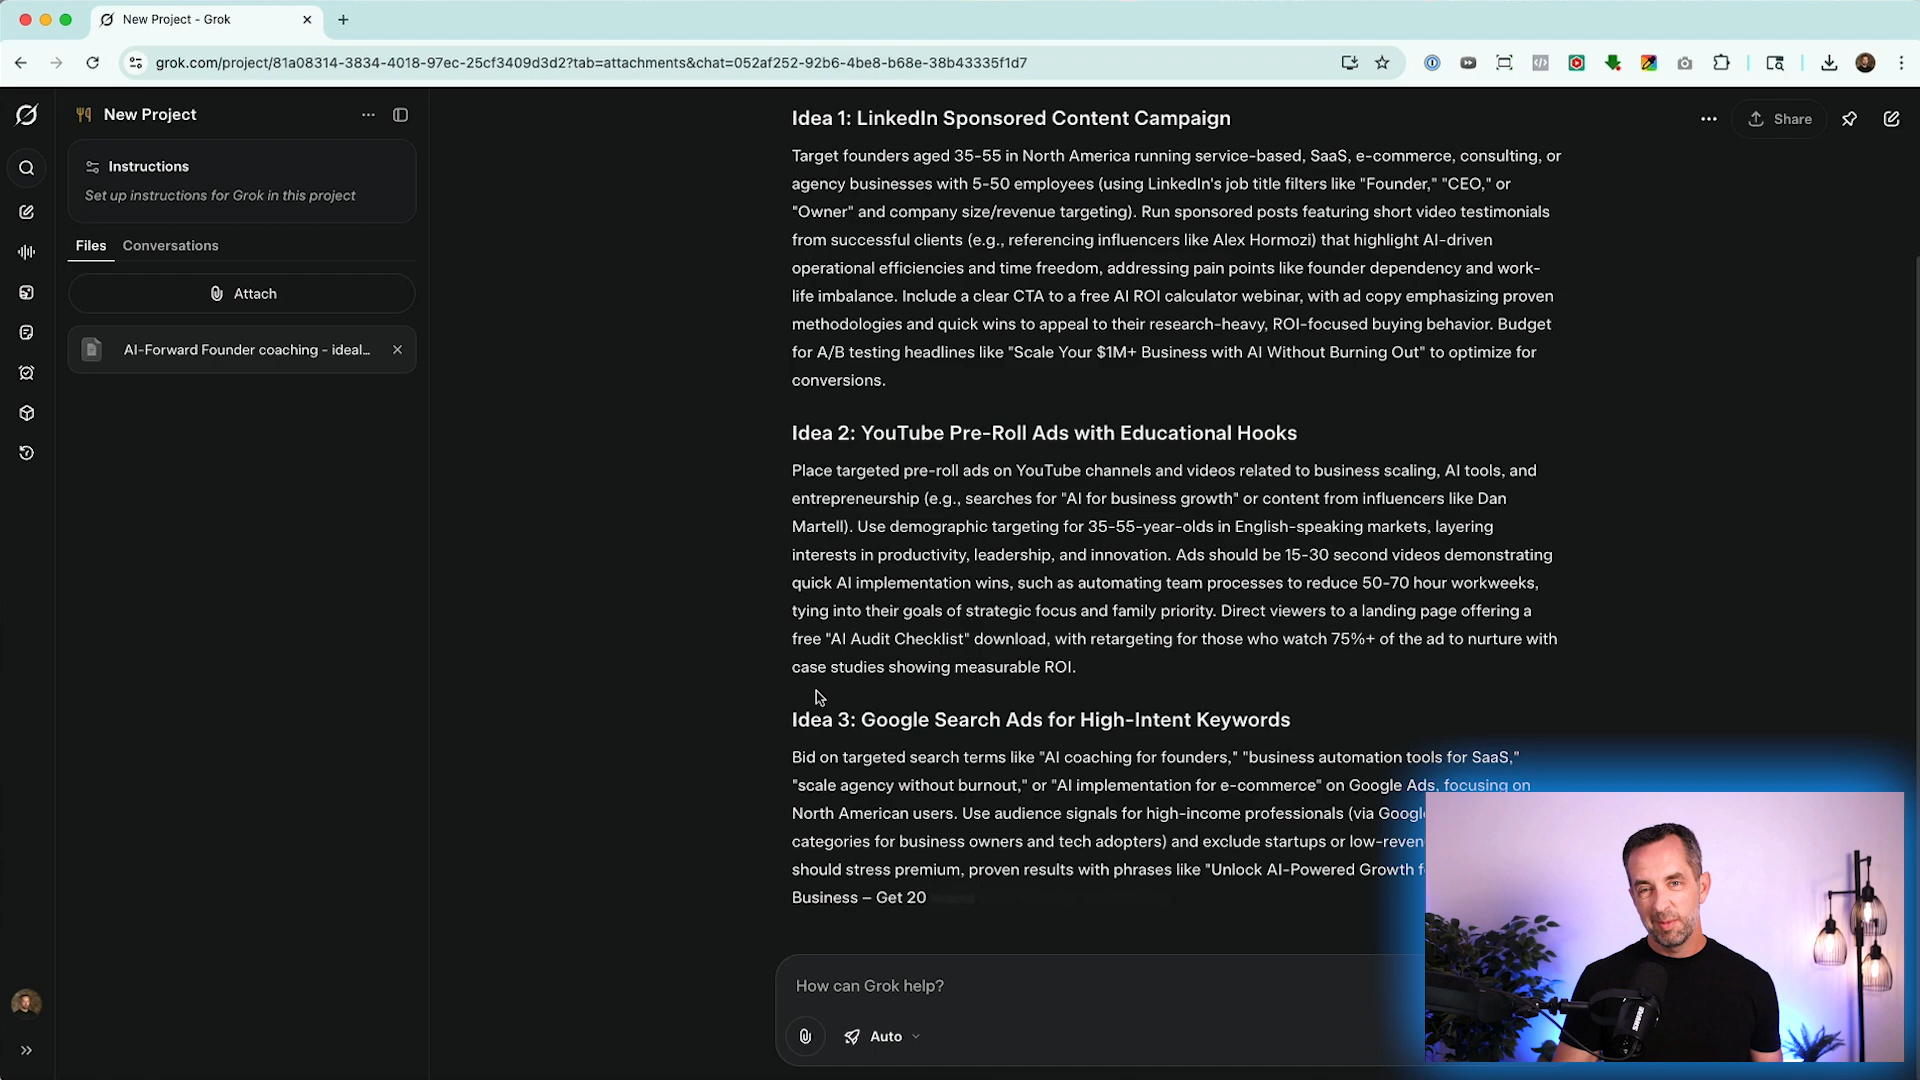 New Project - Grok
grok.com/project/81a08314-3834-4018-97ec-25cf3409d3d2?tab=attachments&chat=052af252-92b6-4be8-b68e-38b43335f1d7
New Project
Instructions
Set up instructions for Grok in this project
Files Conversations
Attach
AI-Forward Founder coaching - ideal...
Share
Idea 1: LinkedIn Sponsored Content Campaign
Target founders aged 35-55 in North America running service-based, SaaS, e-commerce, consulting, or
agency businesses with 5-50 employees (using LinkedIn's job title filters like "Founder," "CEO," or
"Owner" and company size/revenue targeting). Run sponsored posts featuring short video testimonials
from successful clients (e.g., referencing influencers like Alex Hormozi) that highlight AI-driven
operational efficiencies and time freedom, addressing pain points like founder dependency and work-
life imbalance. Include a clear CTA to a free AI ROI calculator webinar, with ad copy emphasizing proven
methodologies and quick wins to appeal to their research-heavy, ROI-focused buying behavior. Budget
for A/B testing headlines like "Scale Your $1M+ Business with AI Without Burning Out" to optimize for
conversions.
Idea 2: YouTube Pre-Roll Ads with Educational Hooks
Place targeted pre-roll ads on YouTube channels and videos related to business scaling, AI tools, and
entrepreneurship (e.g., searches for "AI for business growth" or content from influencers like Dan
Martell). Use demographic targeting for 35-55-year-olds in English-speaking markets, layering
interests in productivity, leadership, and innovation. Ads should be 15-30 second videos demonstrating
quick AI implementation wins, such as automating team processes to reduce 50-70 hour workweeks,
tying into their goals of strategic focus and family priority. Direct viewers to a landing page offering a
free "AI Audit Checklist" download, with retargeting for those who watch 75%+ of the ad to nurture with
case studies showing measurable ROI.
Idea 3: Google Search Ads for High-Intent Keywords
Bid on targeted search terms like "AI coaching for founders," "business automation tools for SaaS,"
"scale agency without burnout," or "AI implementation for e-commerce" on Google Ads, focusing on
North American users. Use audience signals for high-income professionals (via Googl
categories for business owners and tech adopters) and exclude startups or low-reven
should stress premium, proven results with phrases like "Unlock AI-Powered Growth f
Business – Get 20
How can Grok help?
Auto